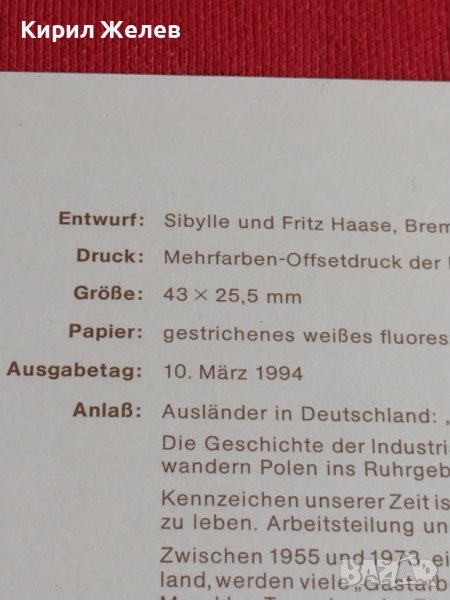 Кирил Желев
Entwurf: Sibylle und Fritz Haase, Brem
Druck: Mehrfarben-Offsetdruck der
Größe: 43 × 25,5 mm
Papier: gestrichenes weißes fluores
Ausgabetag: 10. März 1994
Anlaß: Ausländer in Deutschland: „
Die Geschichte der Industri
wandern Polen ins Ruhrgeb
Kennzeichen unserer Zeit is
zu leben. Arbeitsteilung un
Zwischen 1955 und 1973, ei
land, werden viele „Gastarb
bazar